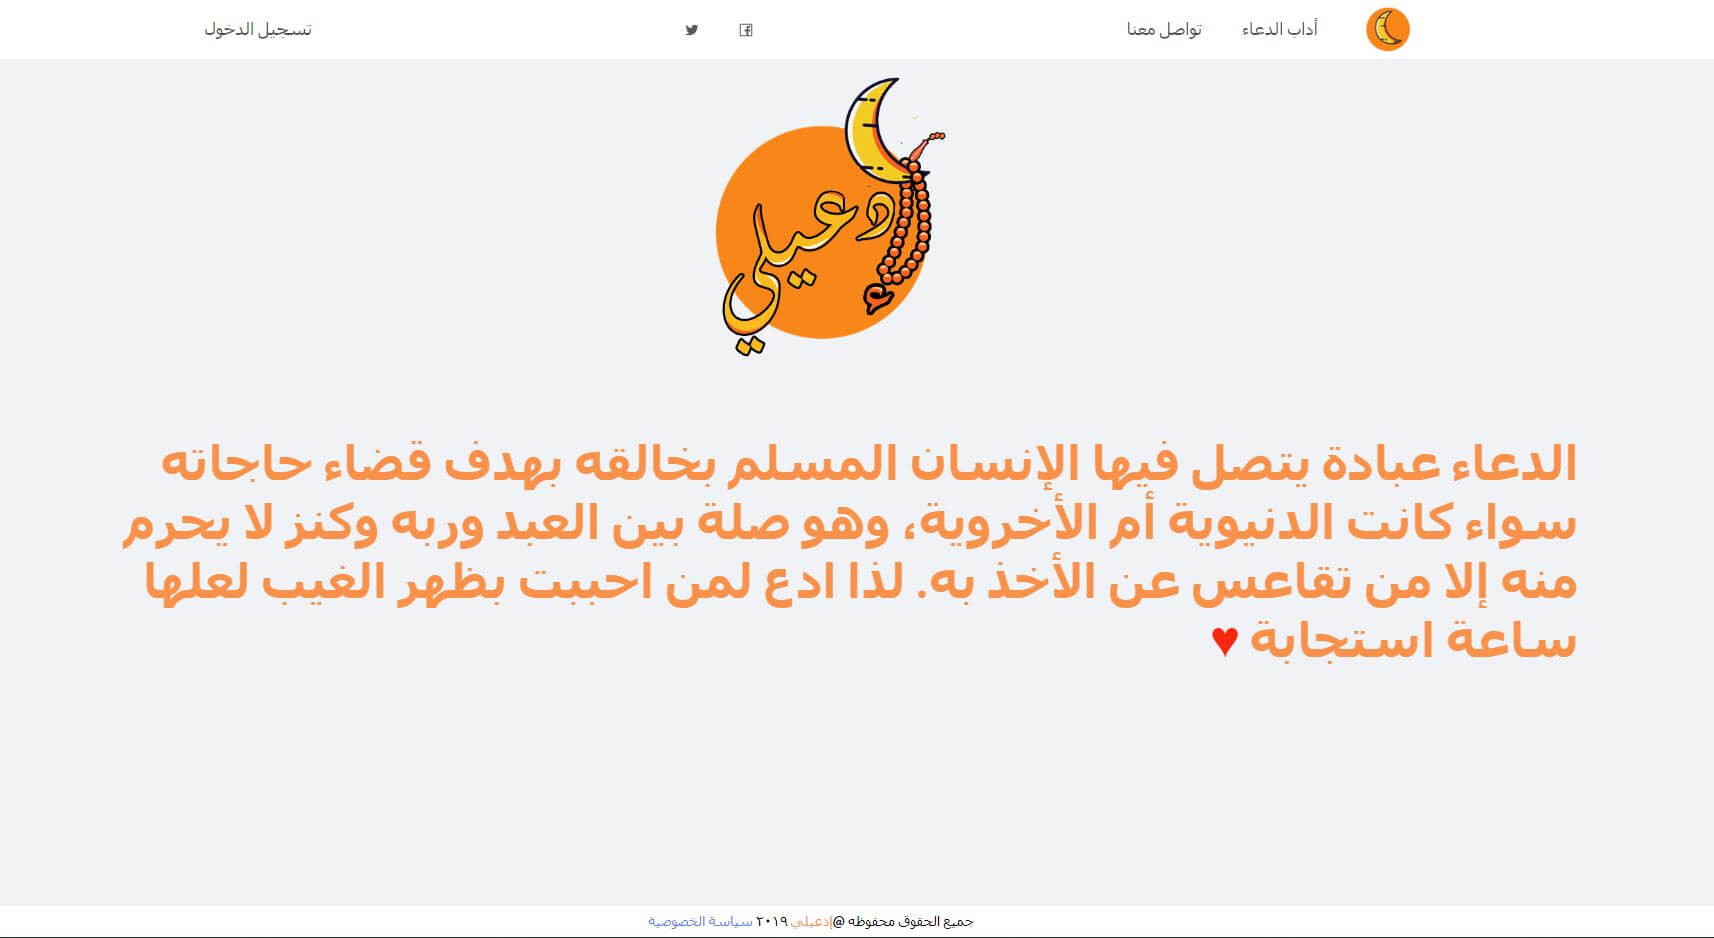 أداب الدعاء
تواصل معنا
تسجيل الدخول
دعيلي
الدعاء عبادة يتصل فيها الإنسان المسلم بخالقه بهدف قضاء حاجاته
سواء كانت الدنيوية أم الأخروية، وهو صلة بين العبد وربه وكنز لا يحرم
منه إلا من تقاعس عن الأخذ به. لذا ادع لمن احببت بظهر الغيب لعلها
ساعة استجابة ♥
جميع الحقوق محفوظه @إدعيلي ٢٠١٩ سياسة الخصوصية